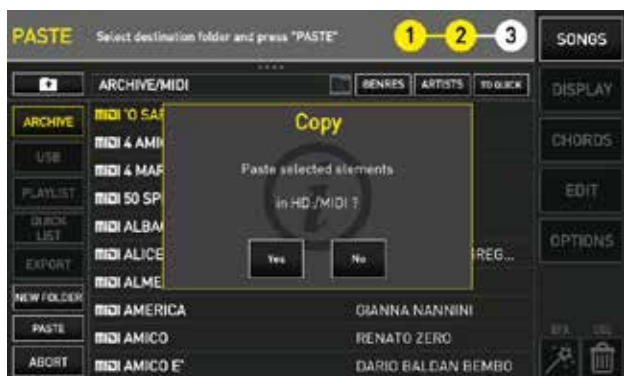 PASTE Select destination folder and press "PASTE" 1 2 3 SONGS
ARCHIVE/MIDI GENRES ARTISTS TO QUICK DISPLAY
ARCHIVE
MIDI 'O SA
Copy
USB
MIDI 4 AMI
CHORDS
MIDI 4 MAR
Paste selected elements
PLAYLIST
MIDI 50 SP
in HD:/MIDI ?
EDIT
QUICK LIST
MIDI ALBA
OPTIONS
EXPORT
MIDI ALICE
Yes No
REG...
MIDI ALME
NEW FOLDER
MIDI AMERICA GIANNA NANNINI
PASTE
MIDI AMICO RENATO ZERO
ABORT
MIDI AMICO E' DARIO BALDAN BEMBO